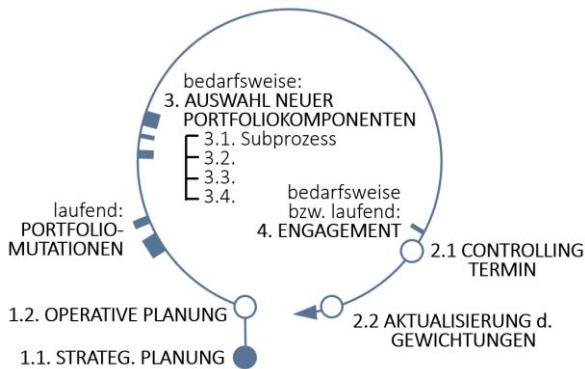 bedarfsweise:
3. AUSWAHL NEUER
PORTFOLIOKOMPONENTEN
3.1. Subprozess
3.2.
3.3.
3.4.
bedarfsweise
bzw. laufend:
4. ENGAGEMENT
laufend:
PORTFOLIO-
MUTATIONEN
2.1 CONTROLLING
TERMIN
1.2. OPERATIVE PLANUNG
2.2 AKTUALISIERUNG d.
GEWICHTUNGEN
1.1. STRATEG. PLANUNG